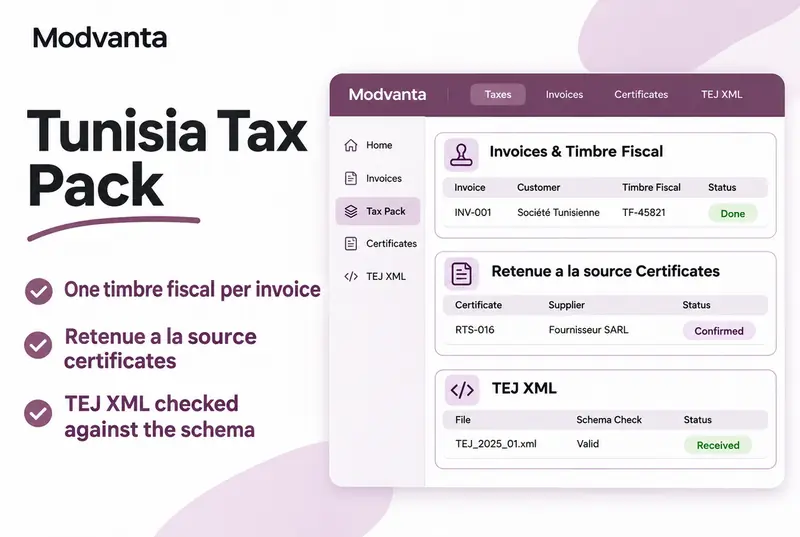 Modvanta
Tunisia Tax
Pack
One timbre fiscal per invoice
Retenue a la source
certificates
TEJ XML checked
against the schema
Modvanta
Taxes Invoices Certificates TEJ XML
Home
Invoices
Tax Pack
Certificates
TEJ XML
Invoices & Timbre Fiscal
Invoice Customer Timbre Fiscal Status
INV-001 Société Tunisienne TF-45821 Done
Retenue a la source Certificates
Certificate Supplier Status
RTS-016 Fournisseur SARL Confirmed
TEJ XML
File Schema Check Status
TEJ_2025_01.xml Valid Received